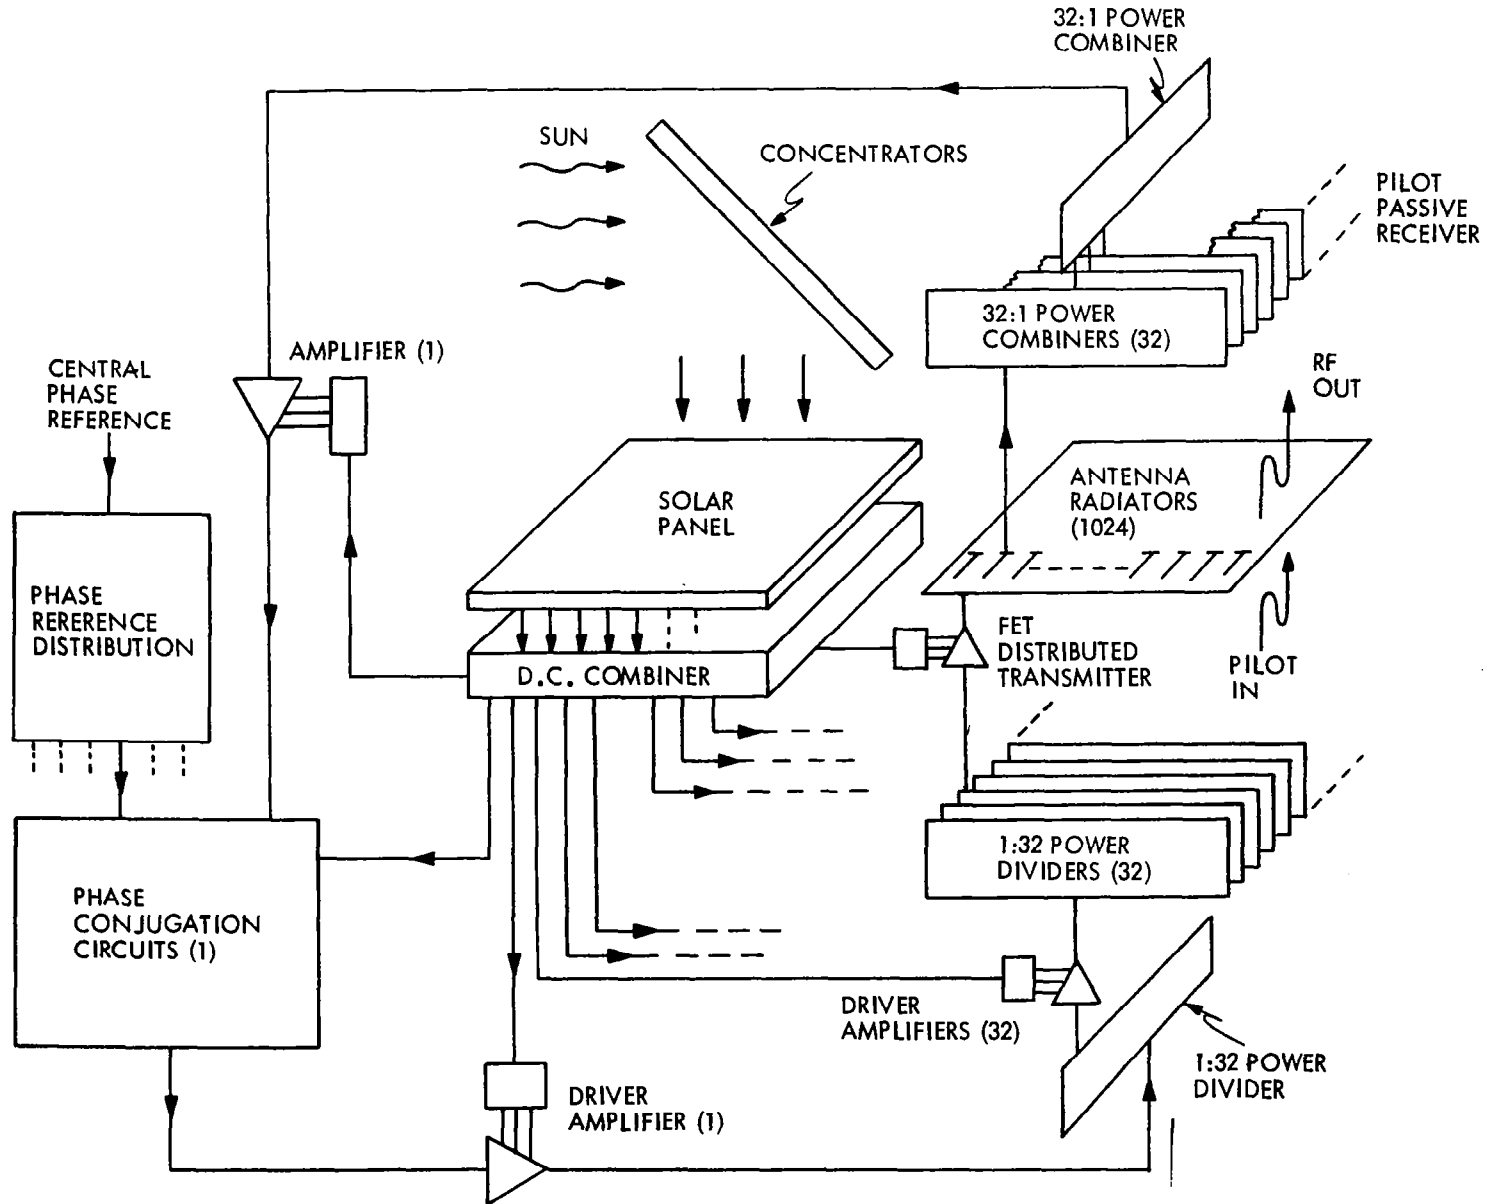 32:1 POWER
COMBINER
SUN
CONCENTRATORS
PILOT
PASSIVE
RECEIVER
32:1 POWER
COMBINERS (32)
AMPLIFIER (1)
CENTRAL
PHASE
REFERENCE
RF
OUT
ANTENNA
RADIATORS
(1024)
SOLAR
PANEL
PHASE
RERERENCE
DISTRIBUTION
FET
DISTRIBUTED
TRANSMITTER
PILOT
IN
D.C. COMBINER
1:32 POWER
DIVIDERS (32)
PHASE
CONJUGATION
CIRCUITS (1)
DRIVER
AMPLIFIERS (32)
1:32 POWER
DIVIDER
DRIVER
AMPLIFIER (1)